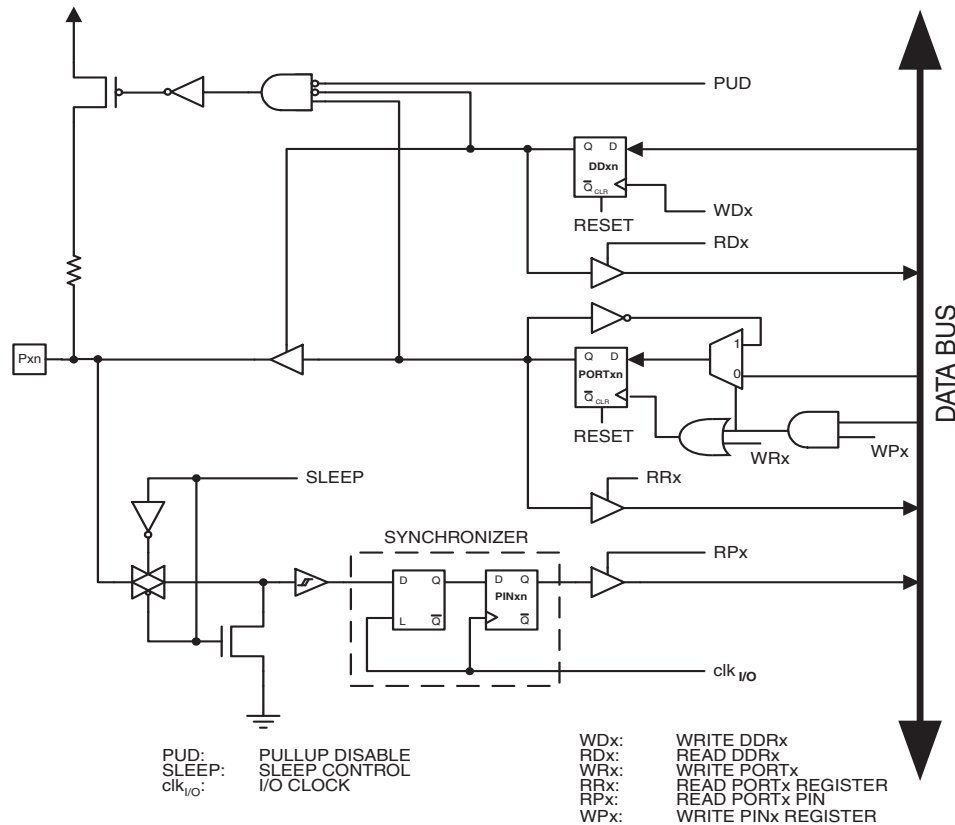 PUD
Q D
DDxn
Q CLR
WDx
RESET
RDx
Pxn
1
Q D
PORTxn
0
Q CLR
RESET
WRx
WPx
DATA BUS
SLEEP
RRx
SYNCHRONIZER
RPx
D Q
D Q
PINxn
L Q
Q
clk I/O
PUD: PULLUP DISABLE
SLEEP: SLEEP CONTROL
clkI/O: I/O CLOCK
WDx: WRITE DDRx
RDx: READ DDRx
WRx: WRITE PORTx
RRx: READ PORTx REGISTER
RPx: READ PORTx PIN
WPx: WRITE PINx REGISTER